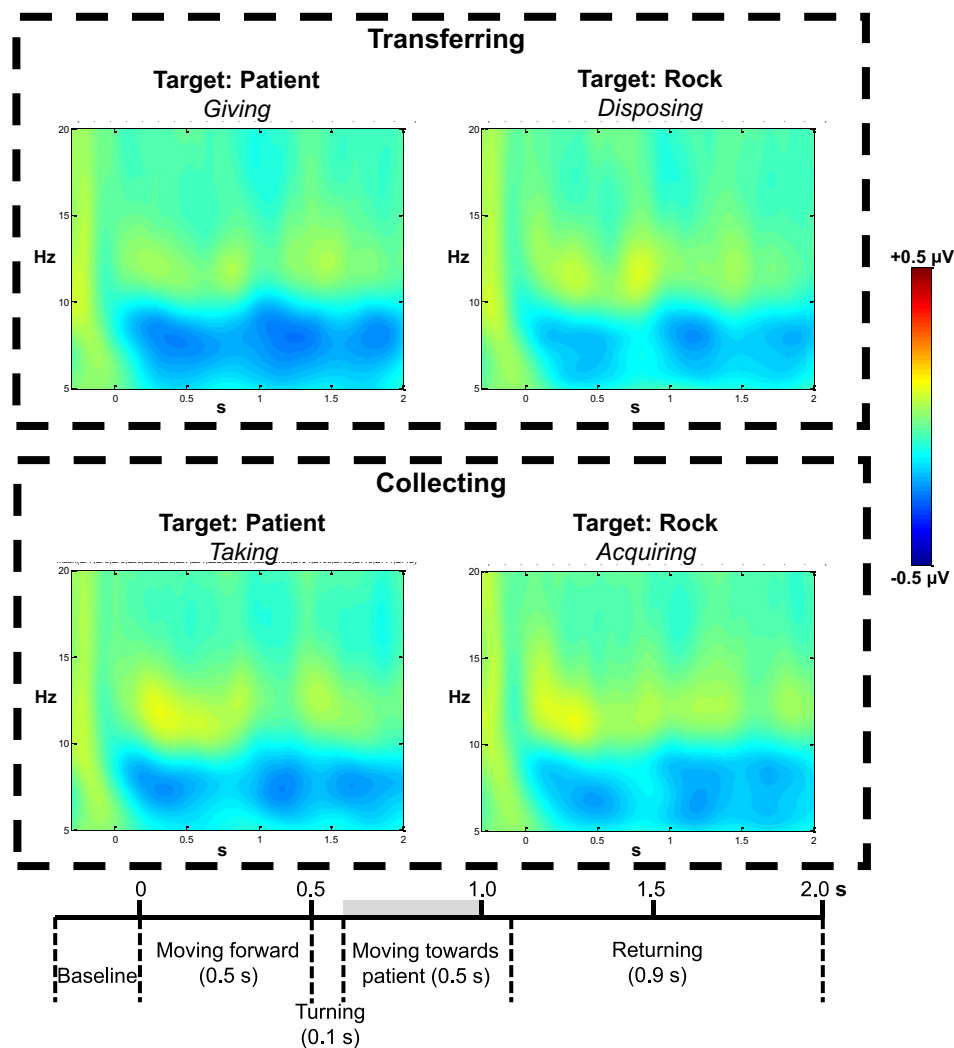 Transferring
Target: Patient
Giving
Target: Rock
Disposing
20
15
Hz
10
5
0
0.5
1
1.5
2
s
20
15
10
5
0
0.5
1
1.5
2
s
+0.5 µV
-0.5 µV
Collecting
Target: Patient
Taking
Target: Rock
Acquiring
20
15
Hz
10
5
0
0.5
1
1.5
2
s
20
15
Hz
10
5
0
0.5
1
1.5
2
s
0
0.5
1.0
1.5
2.0 s
Baseline
Moving forward
(0.5 s)
Turning
(0.1 s)
Moving towards
patient (0.5 s)
Returning
(0.9 s)